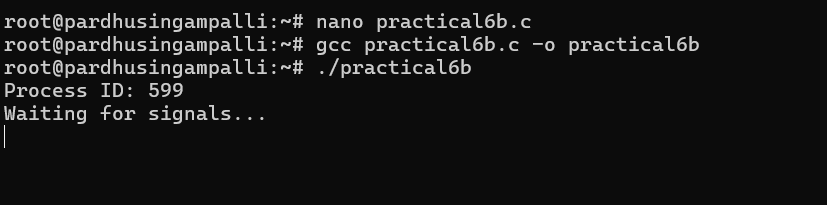 root@pardhusingampalli:~# nano practical6b.c
root@pardhusingampalli:~# gcc practical6b.c -o practical6b
root@pardhusingampalli:~# ./practical6b
Process ID: 599
Waiting for signals...